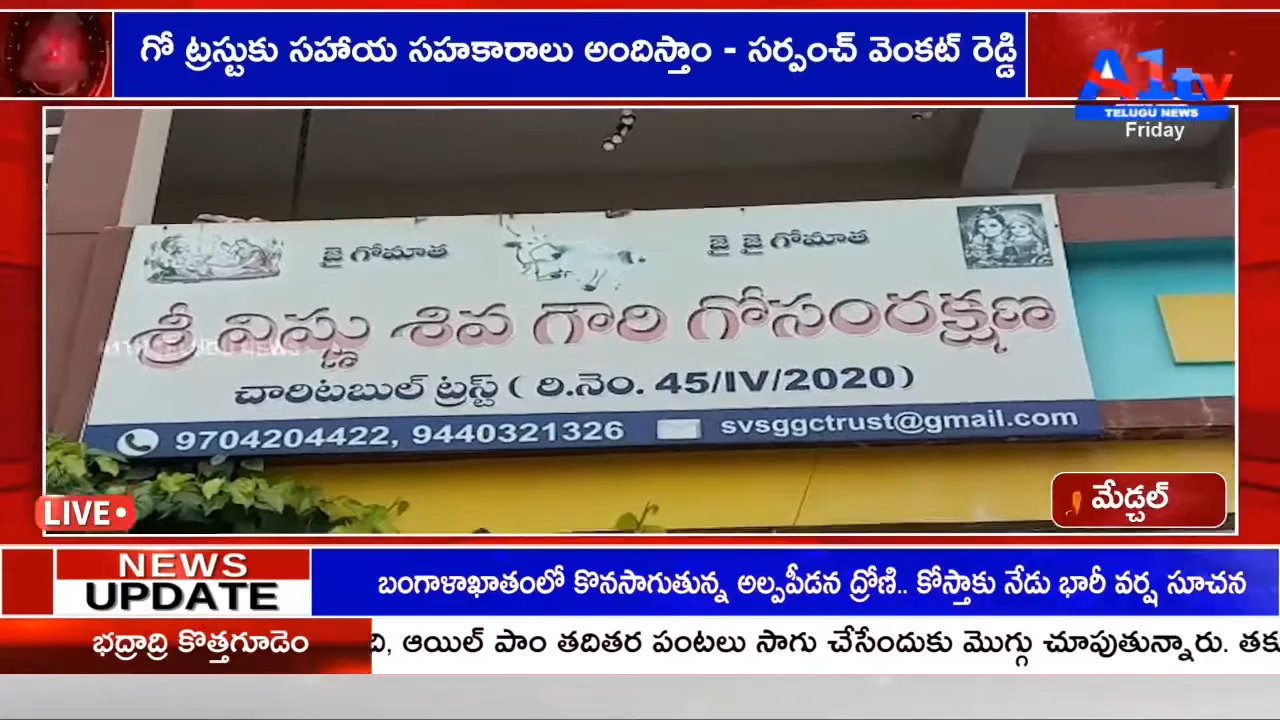 గో ట్రస్టుకు సహాయ సహకారాలు అందిస్తాం - సర్పంచ్ వెంకట్ రెడ్డి
A1tv
TELUGU NEWS
Friday
జై గోమాత
జై జై గోమాత
శ్రీ విష్ణు శివ గౌరి గోసంరక్షణ
చారిటబుల్ ట్రస్ట్ ( రి.నెం. 45/IV/2020)
9704204422, 9440321326 svsggctrust@gmail.com
LIVE
మేడ్చల్
NEWS
UPDATE
బంగాళాఖాతంలో కొనసాగుతున్న అల్పపీడన ద్రోణి.. కోస్తాకు నేడు భారీ వర్ష సూచన
భద్రాద్రి కొత్తగూడెం
ఆయిల్ పాం తదితర పంటలు సాగు చేసేందుకు మొగ్గు చూపుతున్నారు.